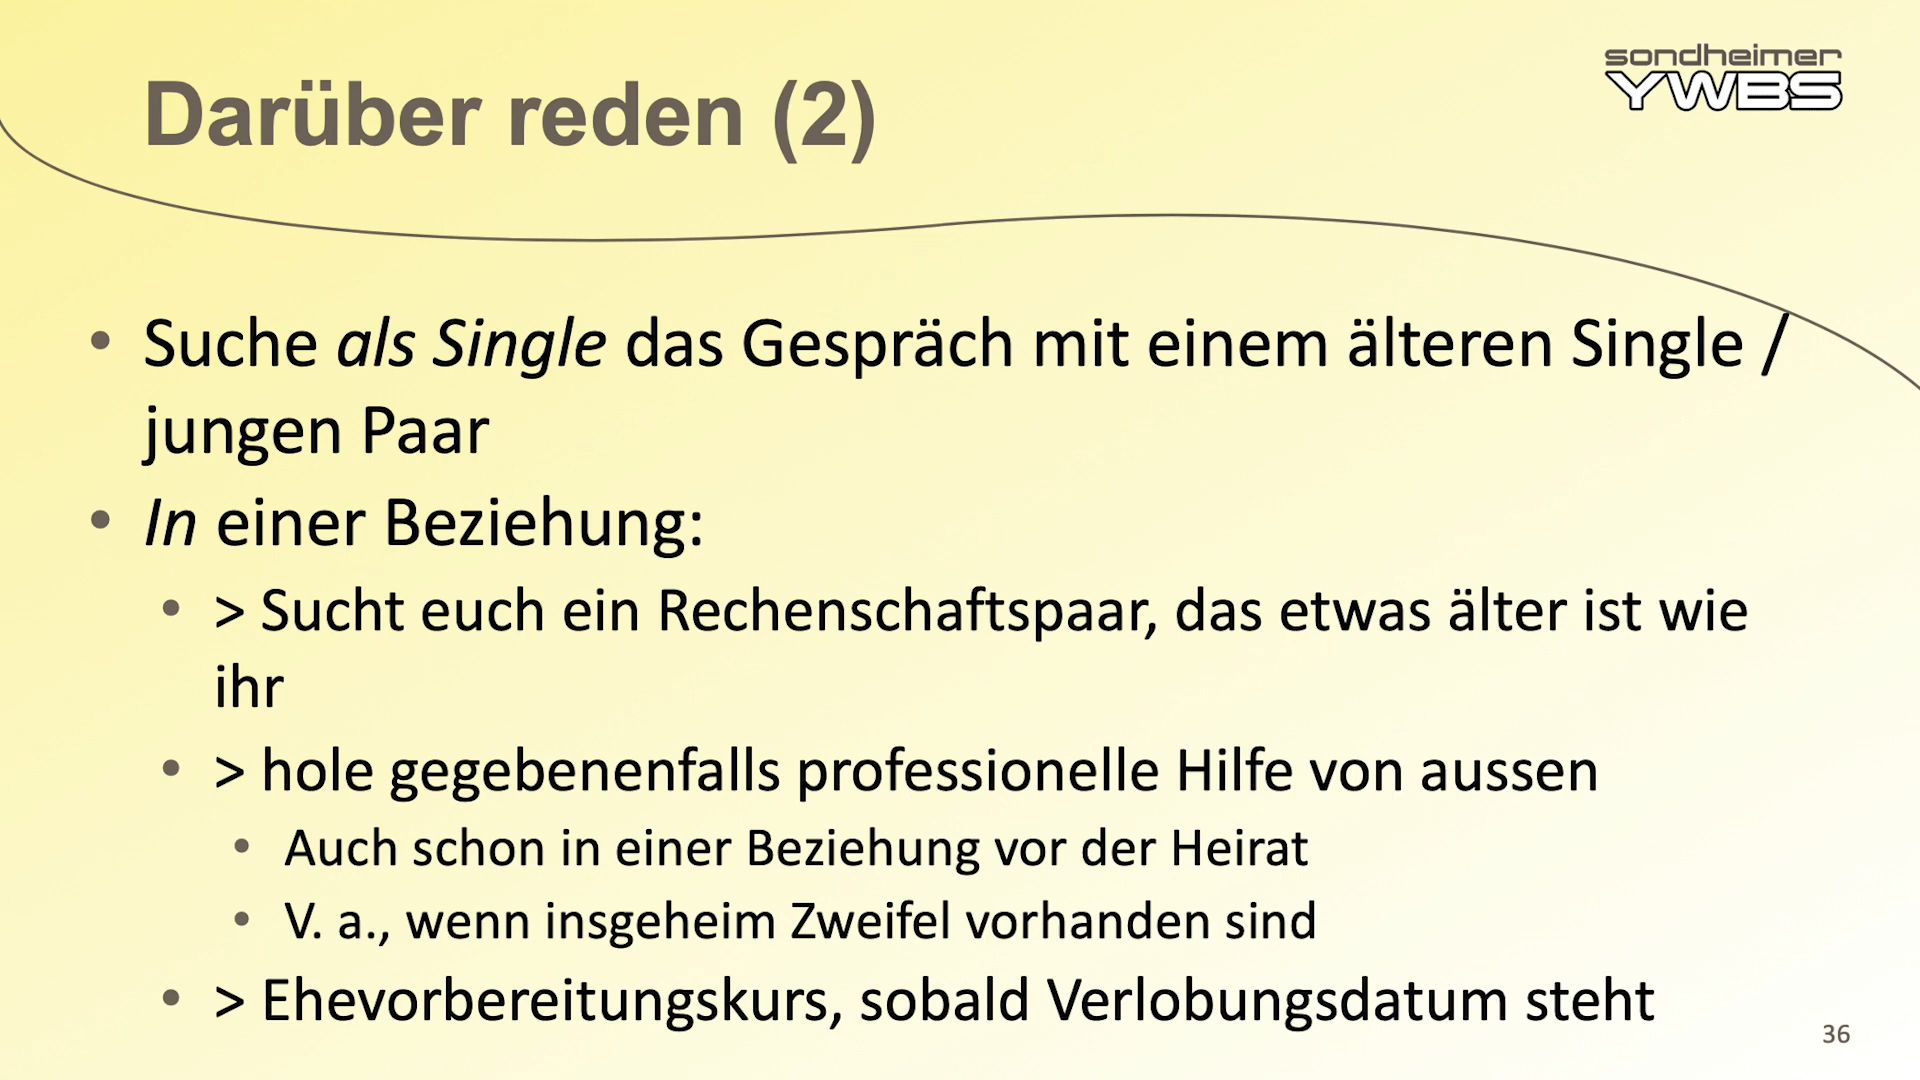 Darüber reden (2)
sondheimer
YWBS
• Suche als Single das Gespräch mit einem älteren Single /
jungen Paar
• In einer Beziehung:
• > Sucht euch ein Rechenschaftspaar, das etwas älter ist wie
ihr
• > hole gegebenenfalls professionelle Hilfe von aussen
• Auch schon in einer Beziehung vor der Heirat
• V. a., wenn insgeheim Zweifel vorhanden sind
• > Ehevorbereitungskurs, sobald Verlobungsdatum steht
36